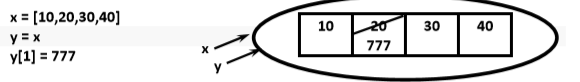 x = [10,20,30,40]
y = x
y[1] = 777
x
y
10 20 30 40
777